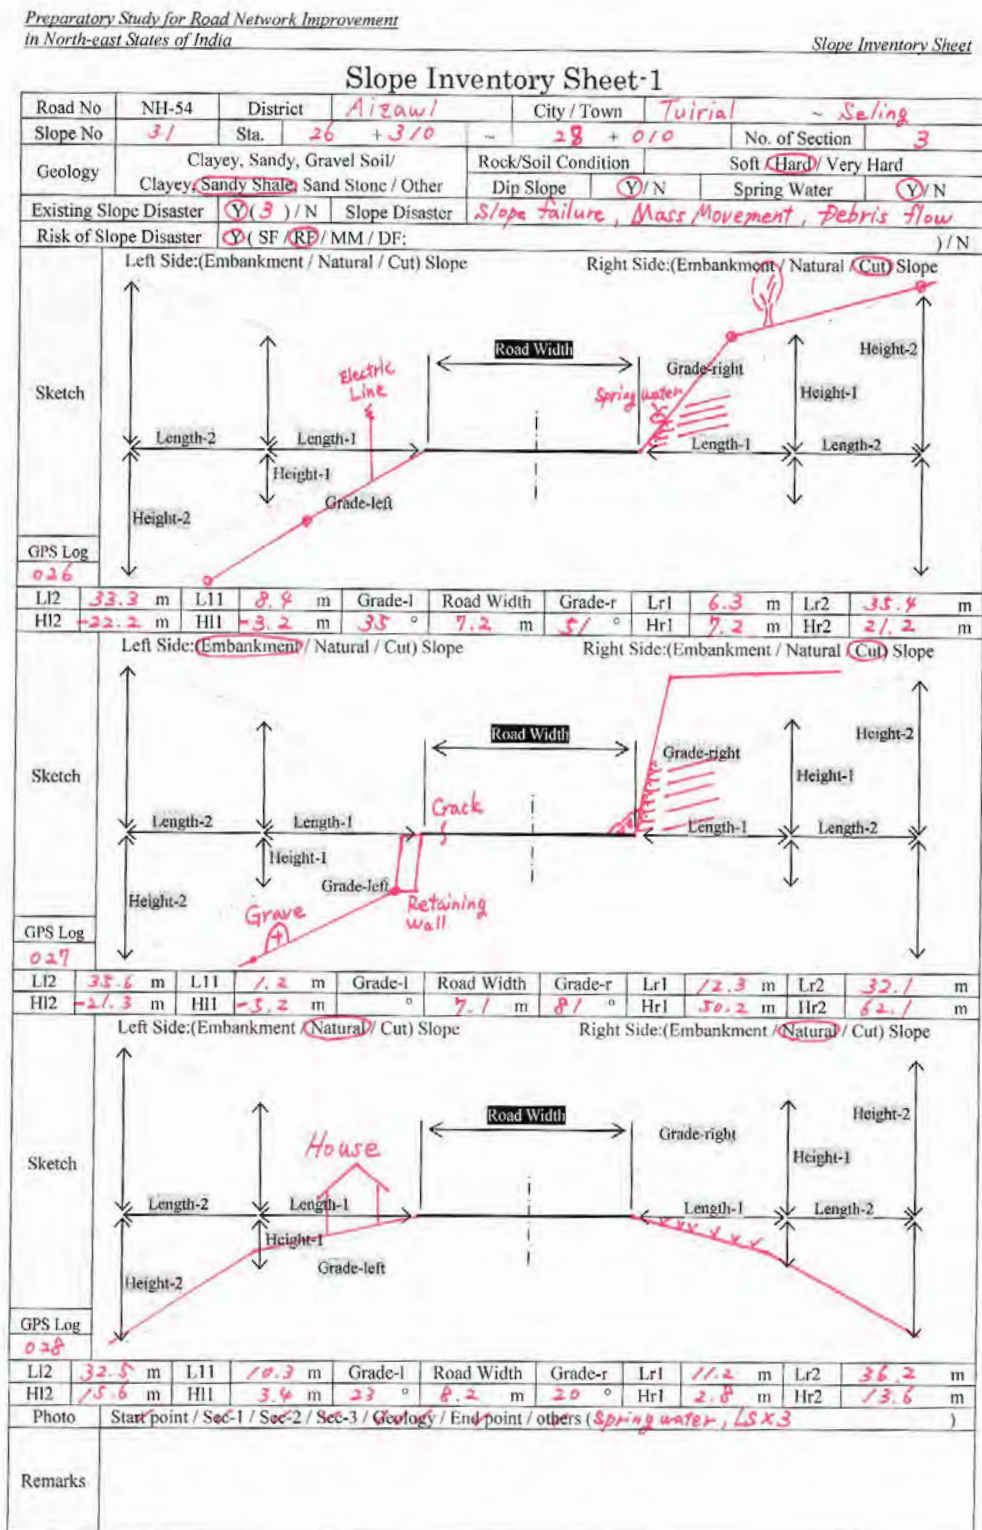 Preparatory Study for Road Network Improvement
in North-east States of India
Slope Inventory Sheet
Slope Inventory Sheet-1
Road No NH-54 District Aizawl City / Town Tuirial ~ Seling
Slope No 31 Sta. 26 + 310 ~ 28 + 010 No. of Section 3
Geology Clayey, Sandy, Gravel Soil/ Rock/Soil Condition Soft / Hard / Very Hard
Clayey, Sandy Shale, Sand Stone / Other Dip Slope Y / N Spring Water Y / N
Existing Slope Disaster Y ( 3 ) / N Slope Disaster Slope failure, Mass Movement, Debris flow
Risk of Slope Disaster Y ( SF / RF / MM / DF: ) / N
Left Side:(Embankment / Natural / Cut) Slope Right Side:(Embankment / Natural / Cut) Slope
Road Width
Height-2
Electric
Line
Grade-right
Sketch
Spring water
Height-1
Length-2 Length-1 Length-1 Length-2
Height-1
Grade-left
Height-2
GPS Log
026
Ll2 33.3 m Ll1 8.4 m Grade-l Road Width Grade-r Lr1 6.3 m Lr2 35.4 m
Hl2 -22.2 m Hl1 -3.2 m 35 ° 7.2 m 51 ° Hr1 7.2 m Hr2 21.2 m
Left Side:(Embankment / Natural / Cut) Slope Right Side:(Embankment / Natural / Cut) Slope
Road Width
Height-2
Grade-right
Sketch
Height-1
Crack
Length-2 Length-1 Length-1 Length-2
Height-1
Grade-left
Height-2
Retaining
Wall
Grave
GPS Log
027
Ll2 35.6 m Ll1 1.2 m Grade-l Road Width Grade-r Lr1 12.3 m Lr2 32.1 m
Hl2 -21.3 m Hl1 -5.2 m ° 7.1 m 81 ° Hr1 50.2 m Hr2 62.1 m
Left Side:(Embankment / Natural / Cut) Slope Right Side:(Embankment / Natural / Cut) Slope
Road Width
Height-2
Grade-right
House
Sketch
Height-1
Length-2 Length-1 Length-1 Length-2
Height-1
Grade-left
Height-2
GPS Log
028
Ll2 32.5 m Ll1 10.3 m Grade-l Road Width Grade-r Lr1 11.2 m Lr2 36.2 m
Hl2 15.6 m Hl1 3.4 m 23 ° 8.2 m 20 ° Hr1 2.8 m Hr2 13.6 m
Photo Start point / Sec-1 / Sec-2 / Sec-3 / Geology / End point / others ( Spring water, LS×3 )
Remarks